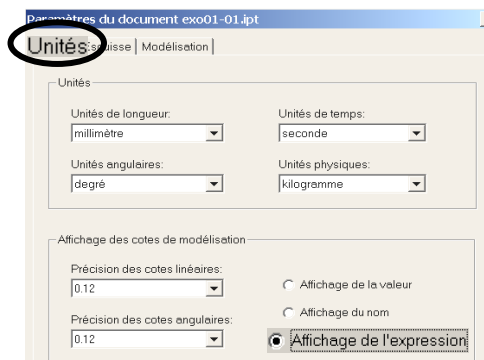 Paramètres du document exo01-01.ipt
Unités Esquisse Modélisation
Unités
Unités de longueur: Unités de temps:
millimètre seconde
Unités angulaires: Unités physiques:
degré kilogramme
Affichage des cotes de modélisation
Précision des cotes linéaires:
0.12 Affichage de la valeur
Affichage du nom
Précision des cotes angulaires:
0.12 Affichage de l'expression